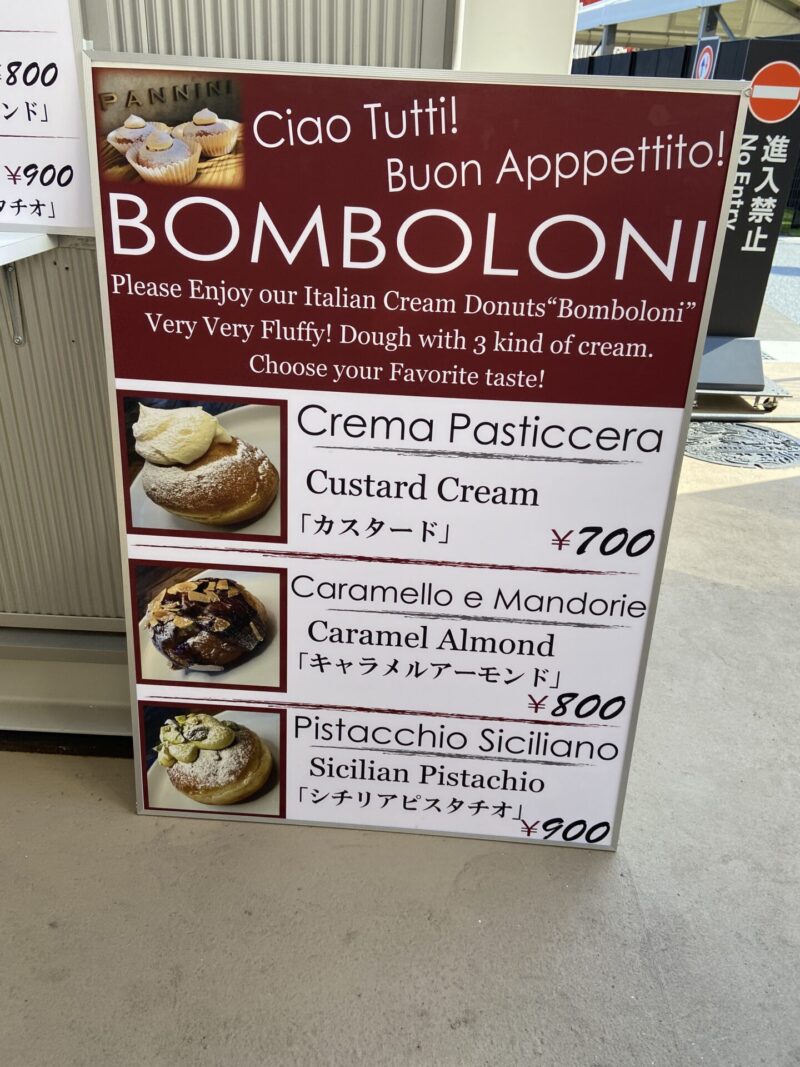 ¥800
ンド」
¥900
タチオ」
PANNINI
Ciao Tutti!
Buon Apppettito!
BOMBOLONI
Please Enjoy our Italian Cream Donuts“Bomboloni”
Very Very Fluffy! Dough with 3 kind of cream.
Choose your Favorite taste!
Crema Pasticcera
Custard Cream
「カスタード」
¥700
Caramello e Mandorie
Caramel Almond
「キャラメルアーモンド」
¥800
Pistacchio Siciliano
Sicilian Pistachio
「シチリアピスタチオ」
¥900
進入禁止
No Entry